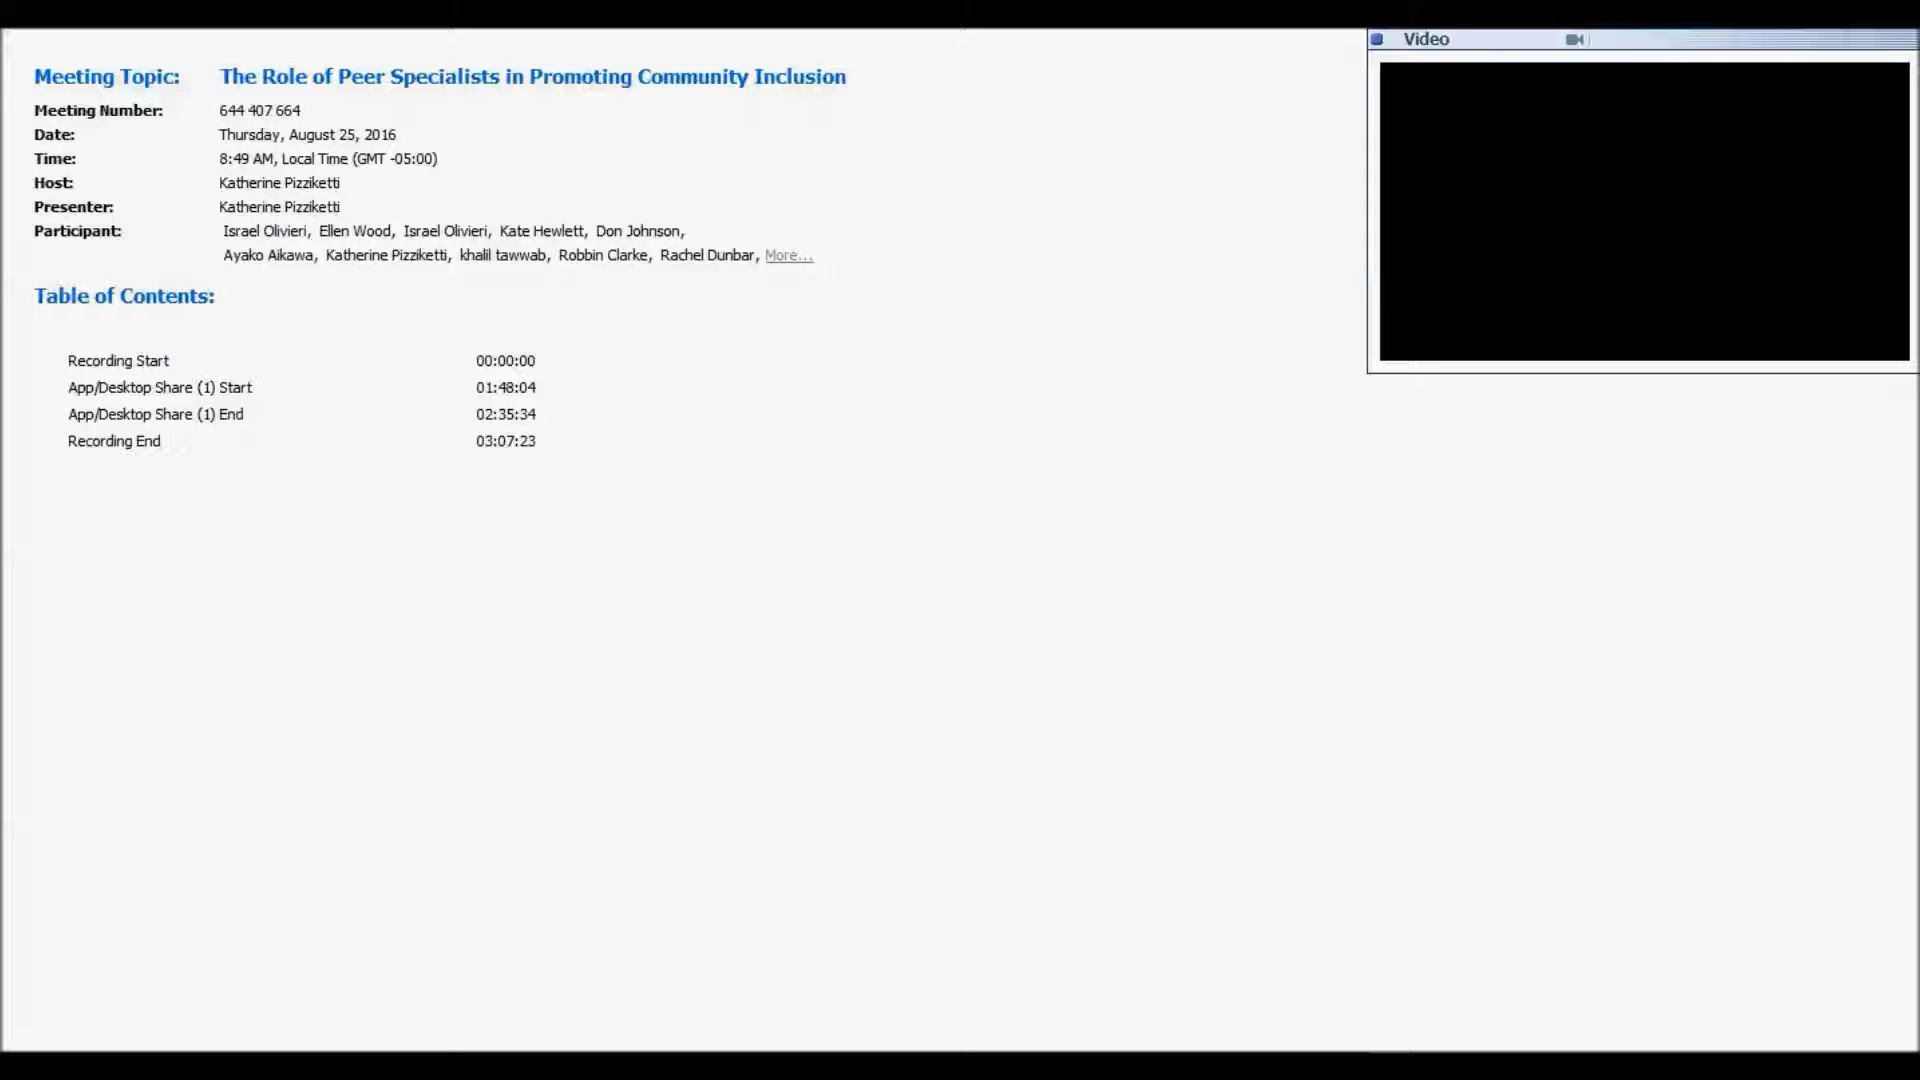 Video
Meeting Topic: The Role of Peer Specialists in Promoting Community Inclusion
Meeting Number: 644 407 664
Date: Thursday, August 25, 2016
Time: 8:49 AM, Local Time (GMT -05:00)
Host: Katherine Pizziketti
Presenter: Katherine Pizziketti
Participant: Israel Olivieri, Ellen Wood, Israel Olivieri, Kate Hewlett, Don Johnson,
Ayako Aikawa, Katherine Pizziketti, khalil tawwab, Robbin Clarke, Rachel Dunbar, More...
Table of Contents:
Recording Start 00:00:00
App/Desktop Share (1) Start 01:48:04
App/Desktop Share (1) End 02:35:34
Recording End 03:07:23